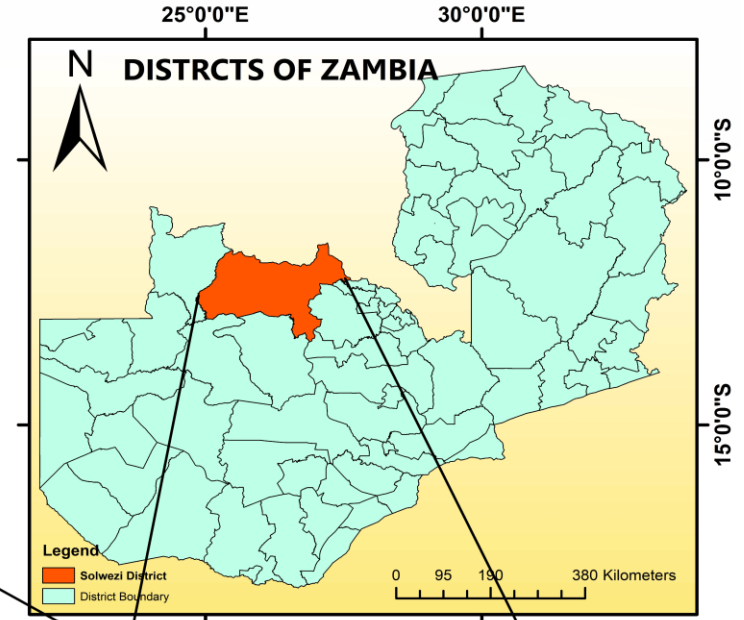 25°0'0"E 30°0'0"E
N DISTRCTS OF ZAMBIA
10°0'0"S
15°0'0"S
Legend
Solwezi District
District Boundary
0 95 190 380 Kilometers